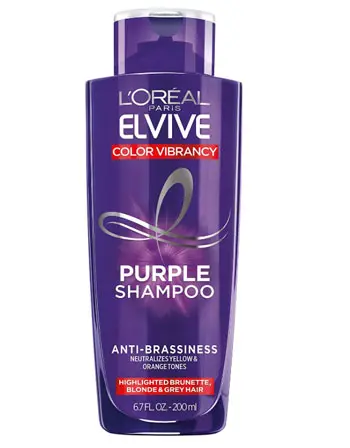 L'ORÉAL
PARIS
ELVIVE
COLOR VIBRANCY
PURPLE
SHAMPOO
ANTI-BRASSINESS
NEUTRALIZES YELLOW &
ORANGE TONES
HIGHLIGHTED BRUNETTE,
BLONDE & GREY HAIR
6.7 FL. OZ. - 200 ml